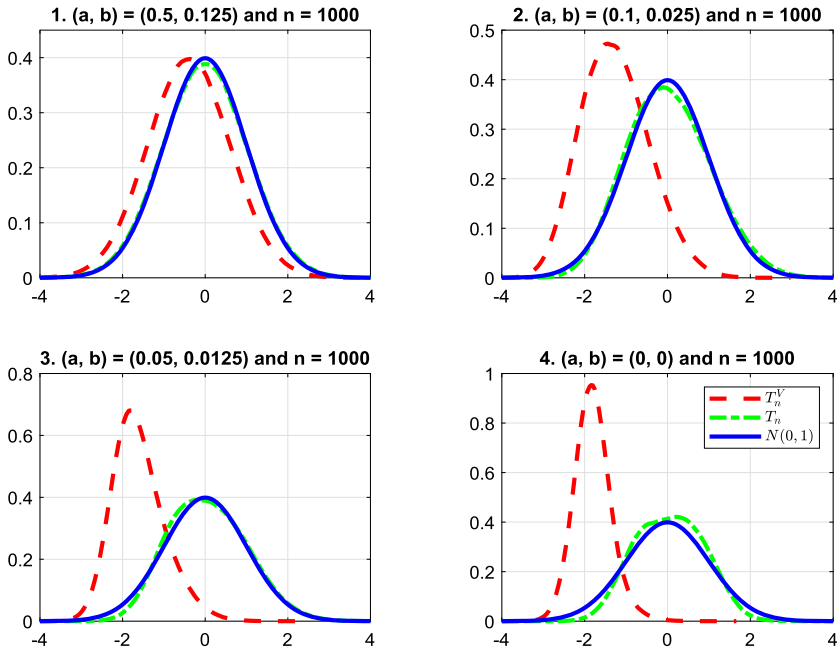 1. (a, b) = (0.5, 0.125) and n = 1000
0.4
0.3
0.2
0.1
0
-4 -2 0 2 4
2. (a, b) = (0.1, 0.025) and n = 1000
0.5
0.4
0.3
0.2
0.1
0
-4 -2 0 2 4
3. (a, b) = (0.05, 0.0125) and n = 1000
0.8
0.6
0.4
0.2
0
-4 -2 0 2 4
4. (a, b) = (0, 0) and n = 1000
1
0.8
0.6
0.4
0.2
0
-4 -2 0 2 4
$T_n^V$
$T_n$
$N(0,1)$